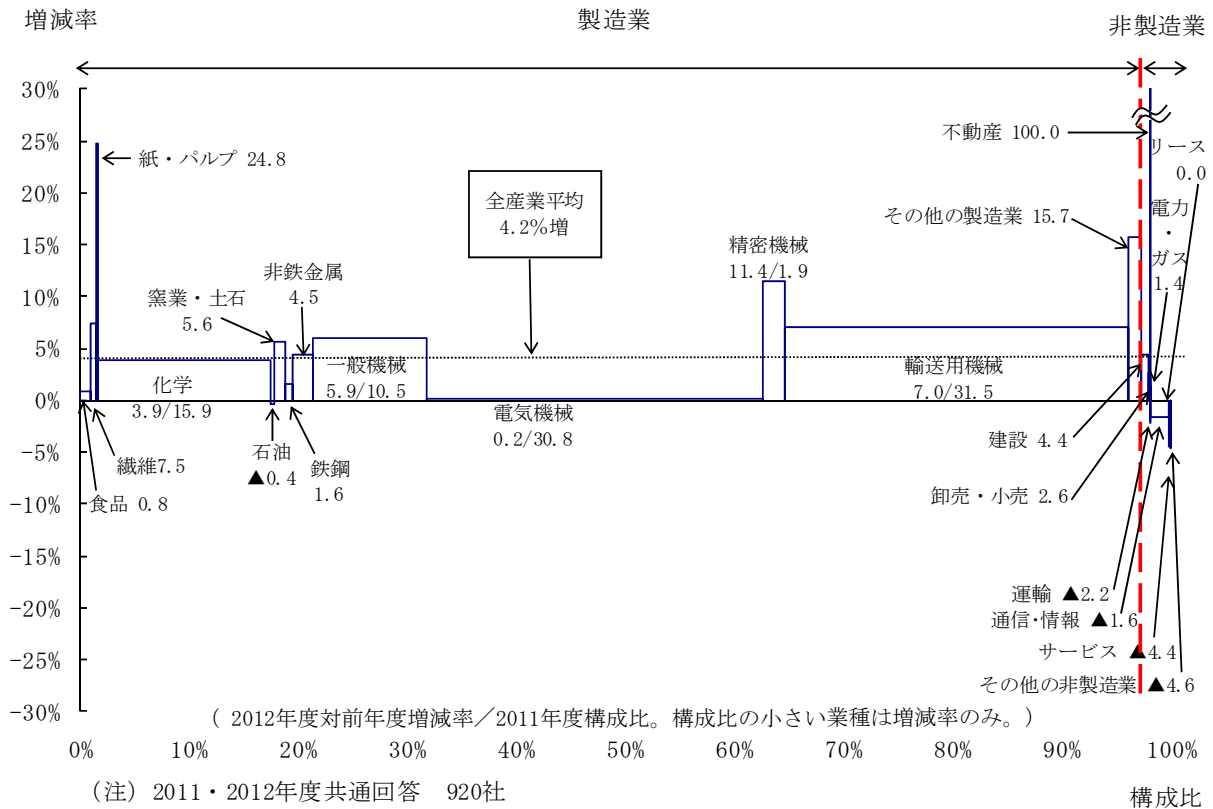 増減率
製造業
非製造業
30%
25%
20%
15%
10%
5%
0%
-5%
-10%
-15%
-20%
-25%
-30%
紙・パルプ 24.8
全産業平均
4.2%増
不動産 100.0
リース
0.0
その他の製造業 15.7
電力
・
ガス
1.4
精密機械
11.4/1.9
非鉄金属
4.5
窯業・土石
5.6
化学
3.9/15.9
一般機械
5.9/10.5
電気機械
0.2/30.8
輸送用機械
7.0/31.5
繊維7.5
食品 0.8
石油
▲0.4
鉄鋼
1.6
建設 4.4
卸売・小売 2.6
運輸 ▲2.2
通信・情報 ▲1.6
サービス ▲4.4
その他の非製造業 ▲4.6
( 2012年度対前年度増減率／2011年度構成比。構成比の小さい業種は増減率のみ。)
0% 10% 20% 30% 40% 50% 60% 70% 80% 90% 100%
構成比
（注）2011・2012年度共通回答　920社